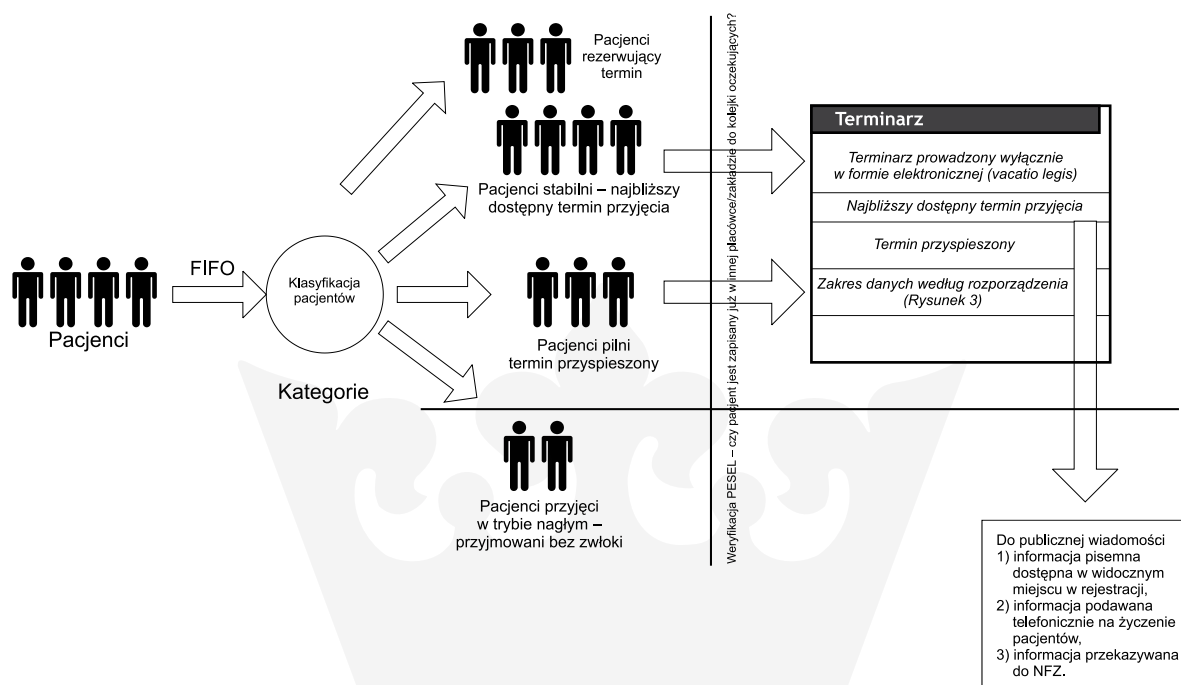 Pacjenci
rezerwujący
termin
Pacjenci stabilni – najbliższy
dostępny termin przyjęcia
FIFO
Klasyfikacja
pacjentów
Pacjenci
Kategorie
Pacjenci pilni
termin przyspieszony
Pacjenci przyjęci
w trybie nagłym –
przyjmowani bez zwłoki
Weryfikacja PESEL – czy pacjent jest zapisany już w innej placówce/zakładzie do kolejki oczekujących?
Terminarz
Terminarz prowadzony wyłącznie
w formie elektronicznej (vacatio legis)
Najbliższy dostępny termin przyjęcia
Termin przyspieszony
Zakres danych według rozporządzenia
(Rysunek 3)
Do publicznej wiadomości
1) informacja pisemna
dostępna w widocznym
miejscu w rejestracji,
2) informacja podawana
telefonicznie na życzenie
pacjentów,
3) informacja przekazywana
do NFZ.